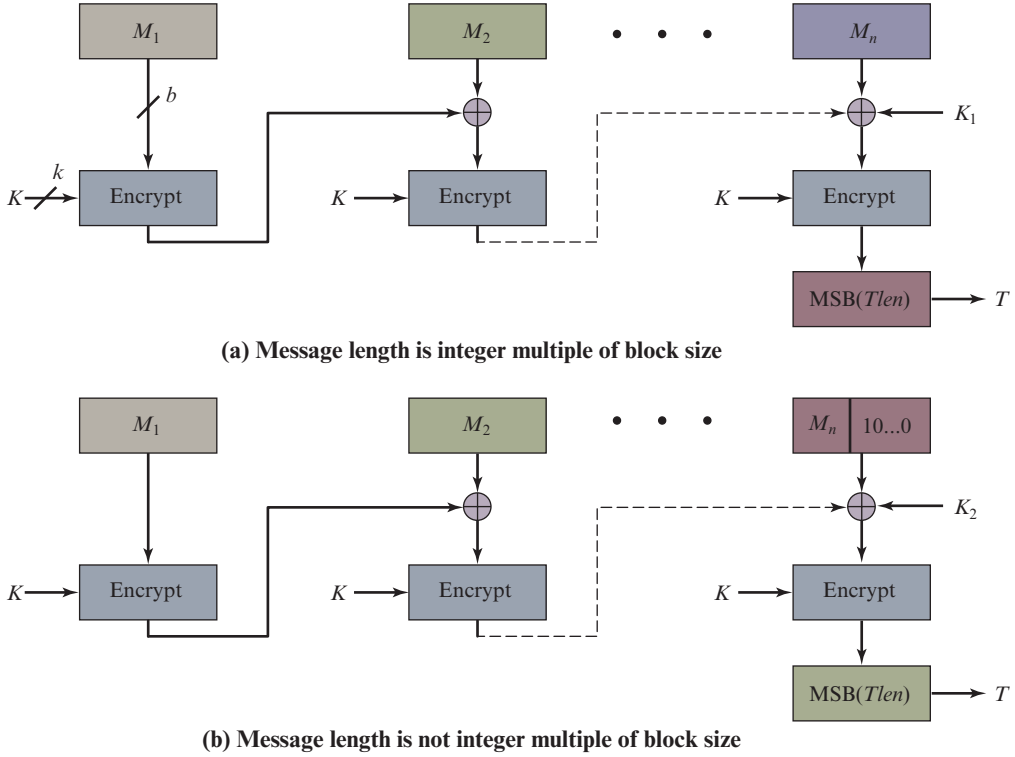 M1 M2 Mn
b
K1
k
K Encrypt K Encrypt K Encrypt
MSB(Tlen) T
(a) Message length is integer multiple of block size
M1 M2 Mn 10...0
K2
K Encrypt K Encrypt K Encrypt
MSB(Tlen) T
(b) Message length is not integer multiple of block size